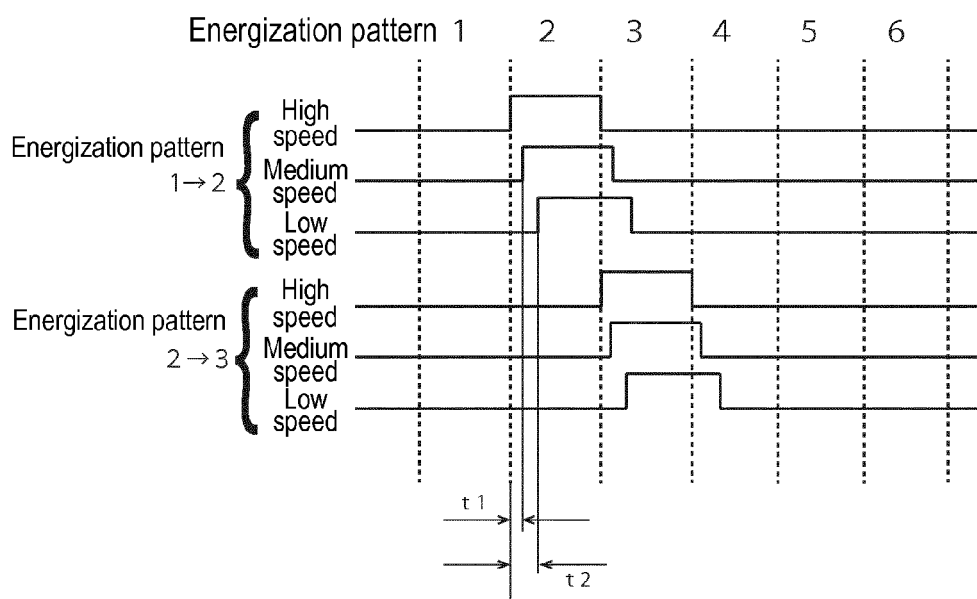 Energization pattern 1 2 3 4 5 6
High
speed
Energization pattern
1→2
Medium
speed
Low
speed
High
speed
Energization pattern
2→3
Medium
speed
Low
speed
t 1
t 2